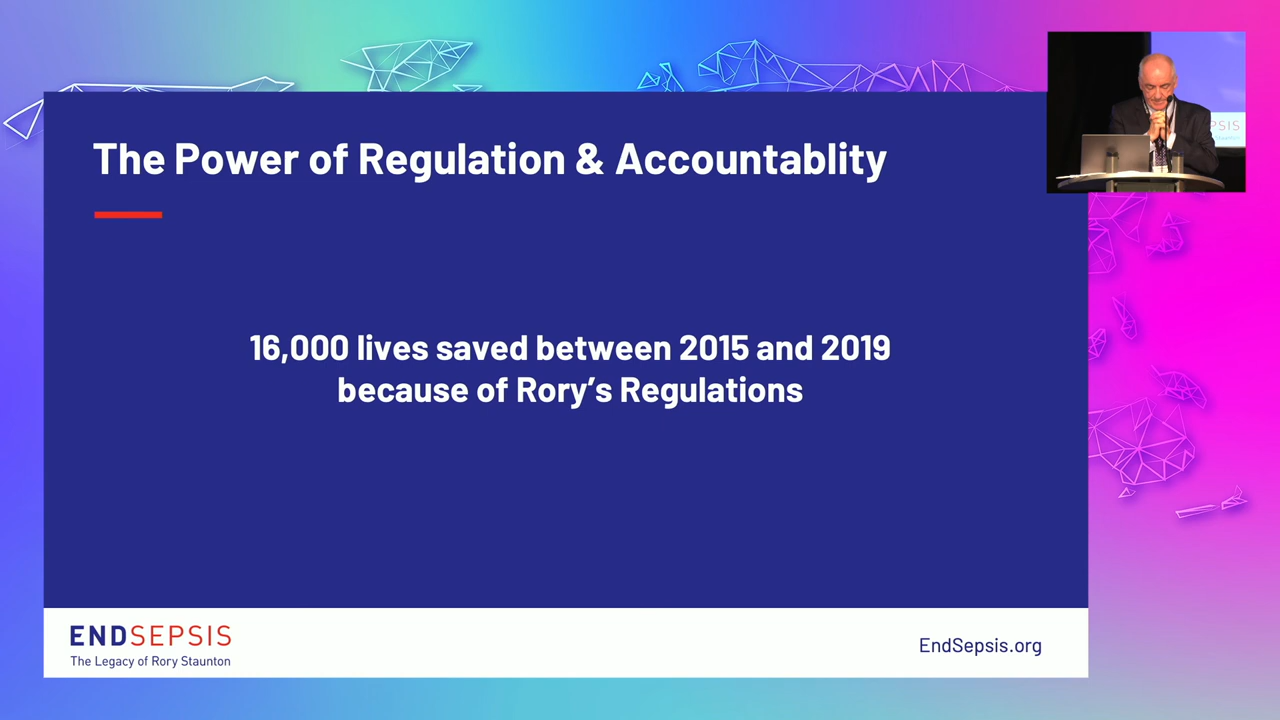 The Power of Regulation & Accountablity
16,000 lives saved between 2015 and 2019
because of Rory’s Regulations
ENDSEPSIS
The Legacy of Rory Staunton
EndSepsis.org
PSIS